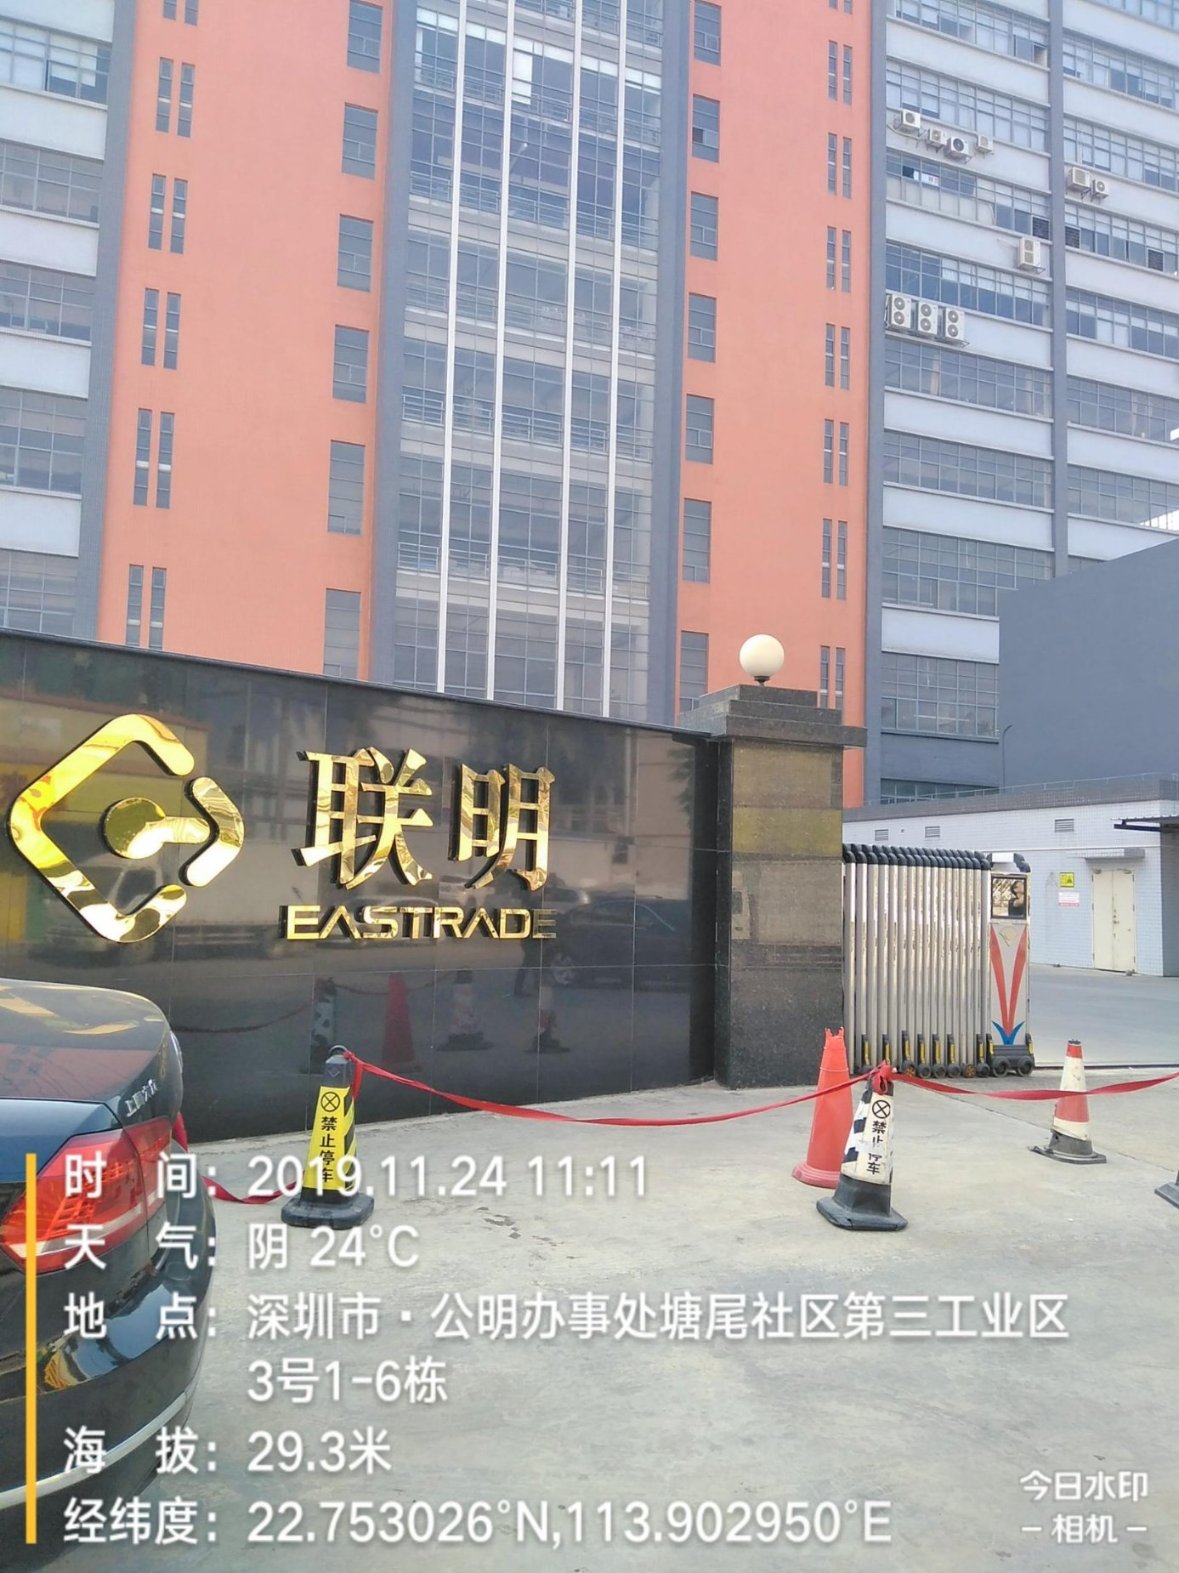 联明
EASTRADE
禁止停车
禁止停车
时 间：2019.11.24 11:11
天 气：阴 24°C
地 点：深圳市·公明办事处塘尾社区第三工业区
3号1-6栋
海 拔：29.3米
经纬度：22.753026°N,113.902950°E
今日水印
-相机-